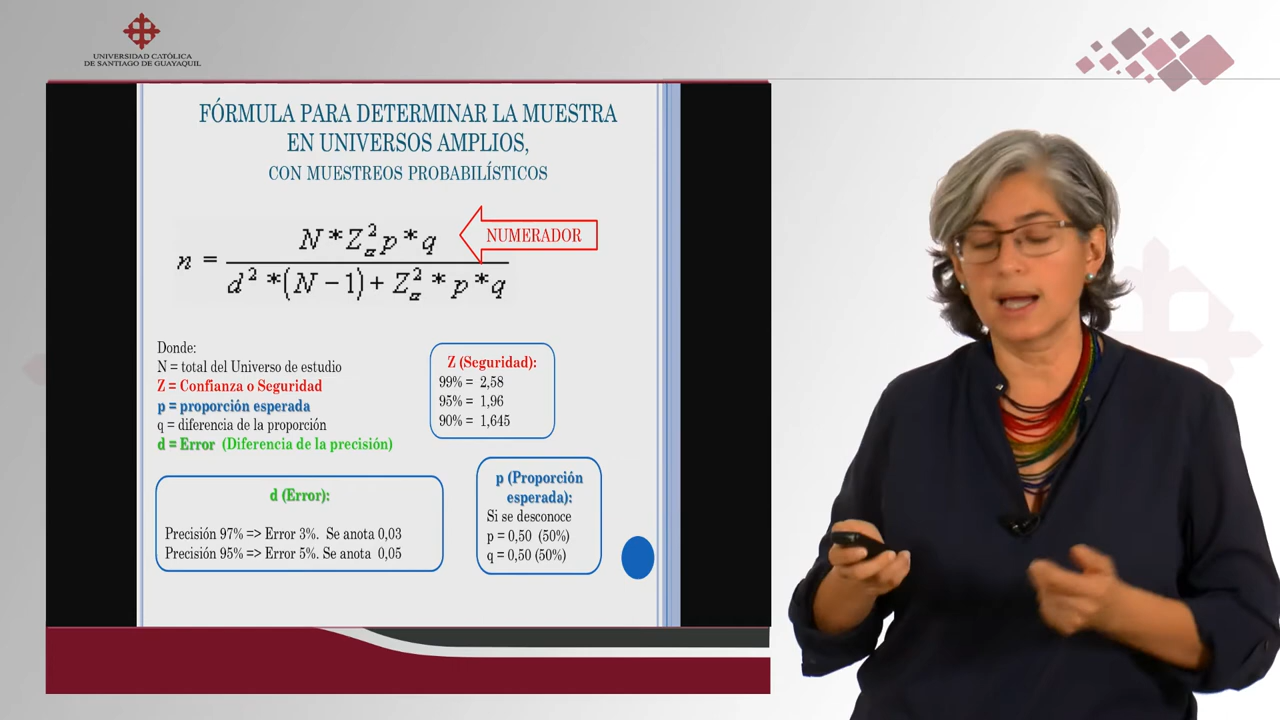 UNIVERSIDAD CATÓLICA
DE SANTIAGO DE GUAYAQUIL
FÓRMULA PARA DETERMINAR LA MUESTRA
EN UNIVERSOS AMPLIOS,
CON MUESTREOS PROBABILÍSTICOS
n = N * Z²α p * q / d² * (N − 1) + Z²α * p * q
NUMERADOR
Donde:
N = total del Universo de estudio
Z = Confianza o Seguridad
p = proporción esperada
q = diferencia de la proporción
d = Error (Diferencia de la precisión)
Z (Seguridad):
99% = 2,58
95% = 1,96
90% = 1,645
d (Error):
Precisión 97% => Error 3%. Se anota 0,03
Precisión 95% => Error 5%. Se anota 0,05
p (Proporción
esperada):
Si se desconoce
p = 0,50 (50%)
q = 0,50 (50%)